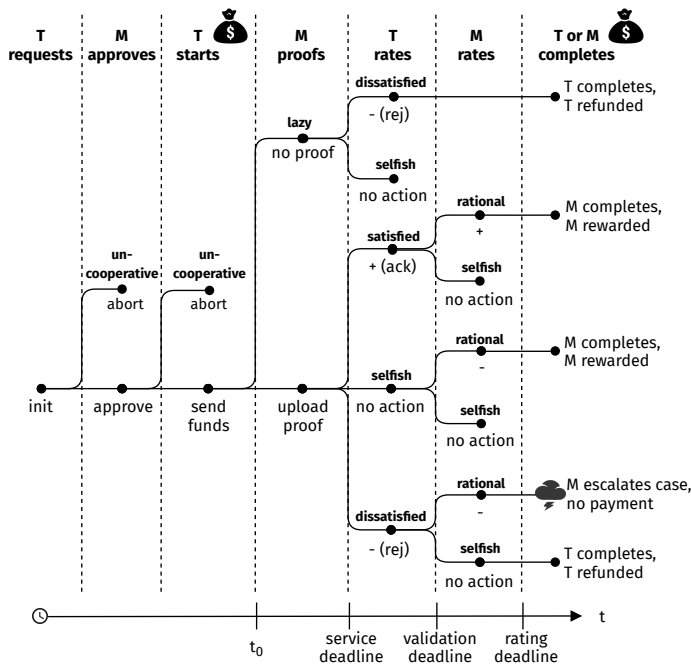 T requests
M approves
T starts
$
M proofs
T rates
M rates
T or M completes
$
dissatisfied
- (rej)
T completes,
T refunded
lazy
no proof
selfish
no action
rational
+
M completes,
M rewarded
satisfied
+ (ack)
selfish
no action
un-
cooperative
abort
un-
cooperative
abort
rational
-
M completes,
M rewarded
init
approve
send
funds
upload
proof
selfish
no action
selfish
no action
rational
-
M escalates case,
no payment
dissatisfied
- (rej)
selfish
no action
T completes,
T refunded
t
t0
service
deadline
validation
deadline
rating
deadline